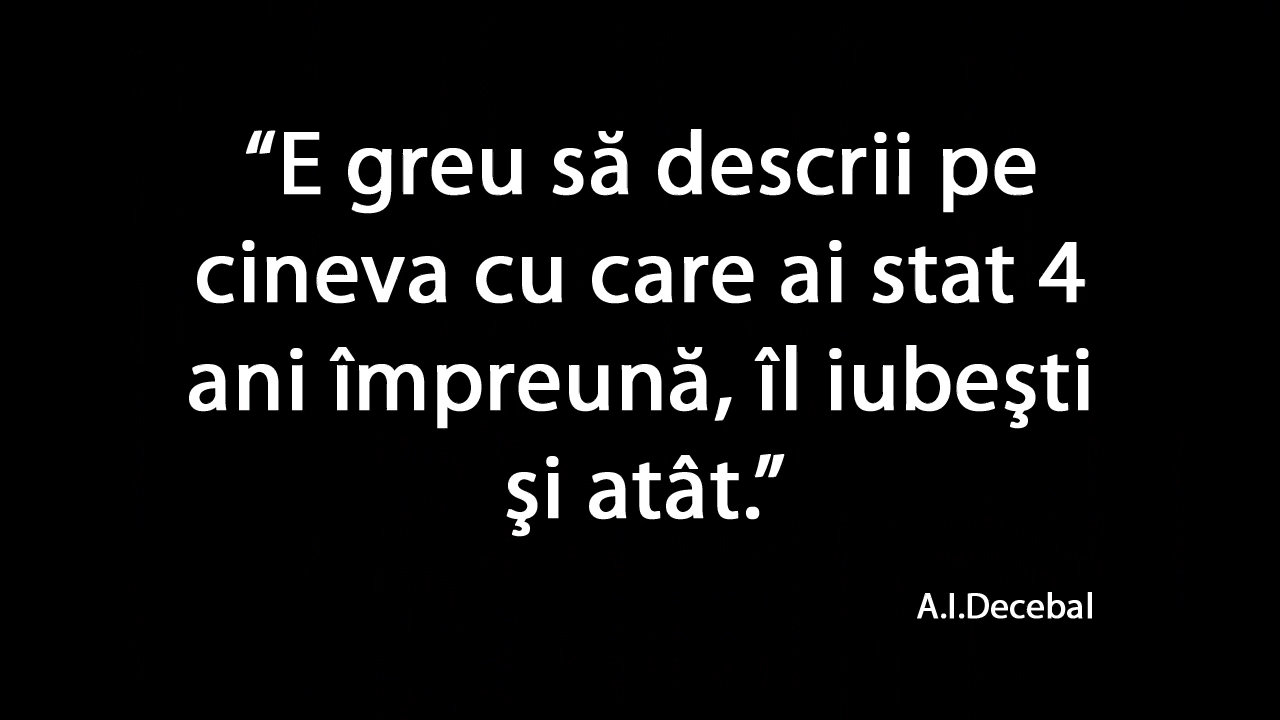 “E greu să descrii pe
cineva cu care ai stat 4
ani împreună, îl iubeşti
şi atât.”
A.I.Decebal